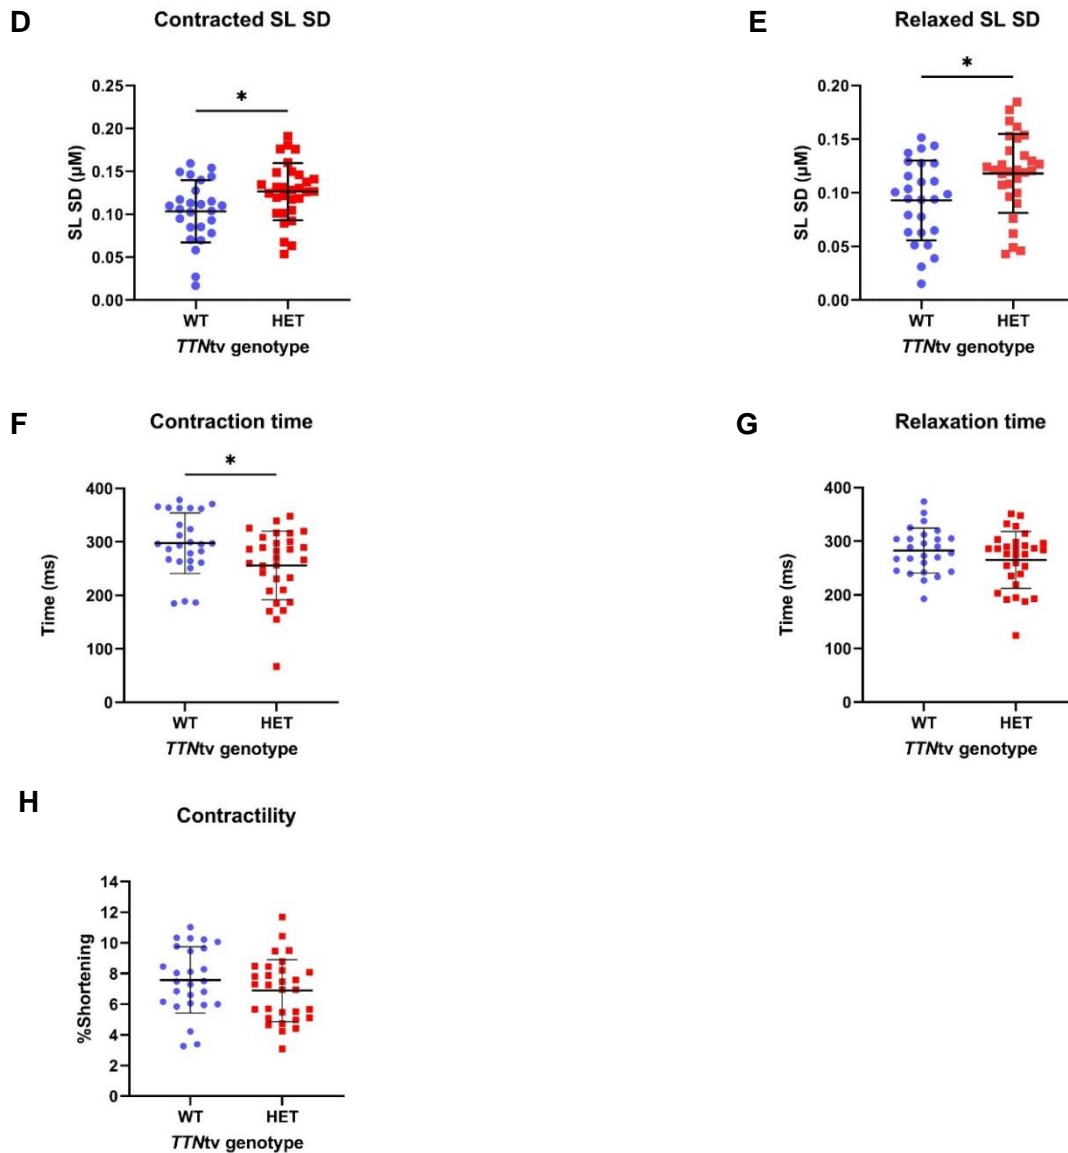 D
Contracted SL SD
*
0.25
0.20
0.15
0.10
0.05
0.00
SL SD (µM)
WT HET
TTNtv genotype
E
Relaxed SL SD
*
0.20
0.15
0.10
0.05
0.00
SL SD (µM)
WT HET
TTNtv genotype
F
Contraction time
*
400
300
200
100
0
Time (ms)
WT HET
TTNtv genotype
G
Relaxation time
400
300
200
100
0
Time (ms)
WT HET
TTNtv genotype
H
Contractility
14
12
10
8
6
4
2
0
%Shortening
WT HET
TTNtv genotype